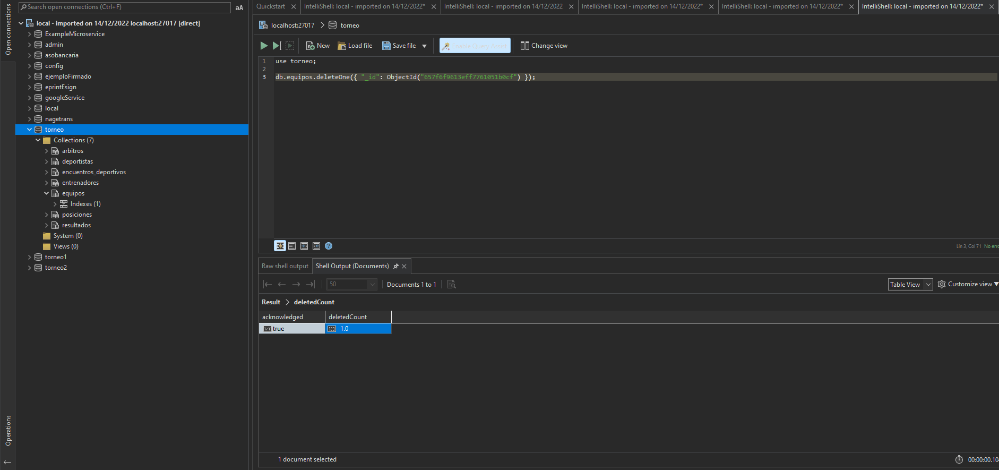 Open connections
Search open connections (Ctrl+F)
aA
local - imported on 14/12/2022 localhost:27017 [direct]
ExampleMicroservice
admin
asobancaria
config
ejemploFirmado
eprintEsign
googleService
local
nagetrans
torneo
Collections (7)
arbitros
deportistas
encuentros_deportivos
entrenadores
equipos
Indexes (1)
posiciones
resultados
System (0)
Views (0)
torneo1
torneo2
Operations
Quickstart
IntelliShell: local - imported on 14/12/2022*
IntelliShell: local - imported on 14/12/2022
IntelliShell: local - imported on 14/12/2022*
IntelliShell: local - imported on 14/12/2022*
IntelliShell: local - imported on 14/12/2022*
localhost:27017 torneo
New Load file Save file Enable Query Assist Change view
1 use torneo;
2
3 db.equipos.deleteOne({ "_id": ObjectId("657f6f9613eff7761051b0cf") });
Lin 3, Col 71 No erro
Raw shell output Shell Output (Documents)
50 Documents 1 to 1 Table View Customize view
Result > deletedCount
acknowledged deletedCount
T/F true 123 1.0
1 document selected 00:00:00.10